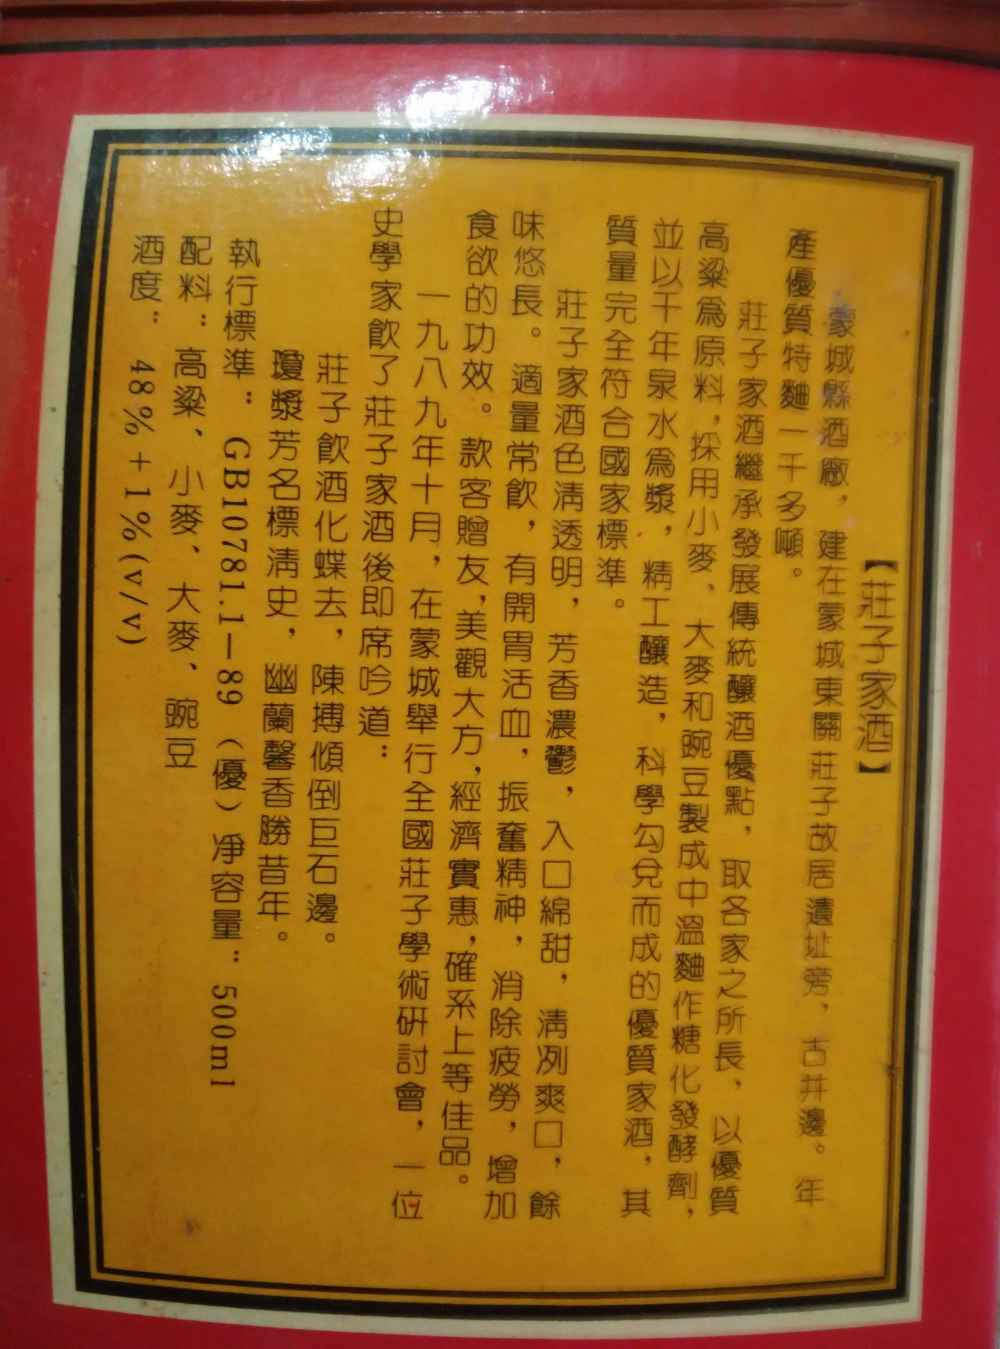 【莊子家酒】
蒙城縣酒廠，建在蒙城東關莊子故居遺址旁，古井邊。年
產優質特麯一千多噸。
莊子家酒繼承發展傳統釀酒優點，取各家之所長、以優質
高粱爲原料，採用小麥、大麥和豌豆製成中溫麯作糖化發酵劑，
並以千年泉水爲漿，精工釀造，科學勾兌而成的優質家酒，其
質量完全符合國家標準。
莊子家酒色淸透明，芳香濃鬱，入口綿甜，淸冽爽口，餘
味悠長。適量常飲，有開胃活血，振奮精神，消除疲勞，增加
食欲的功效。款客贈友，美觀大方，經濟實惠，確系上等佳品。
一九八九年十月，在蒙城舉行全國莊子學術研討會，一位
史學家飲了莊子家酒後即席吟道：
莊子飲酒化蝶去，陳摶傾倒巨石邊。
瓊漿芳名標淸史，幽蘭馨香勝昔年。
執行標準：GB10781.1—89（優）净容量：500ml
配料：高粱、小麥、大麥、豌豆
酒度：48%+1%(v/v)